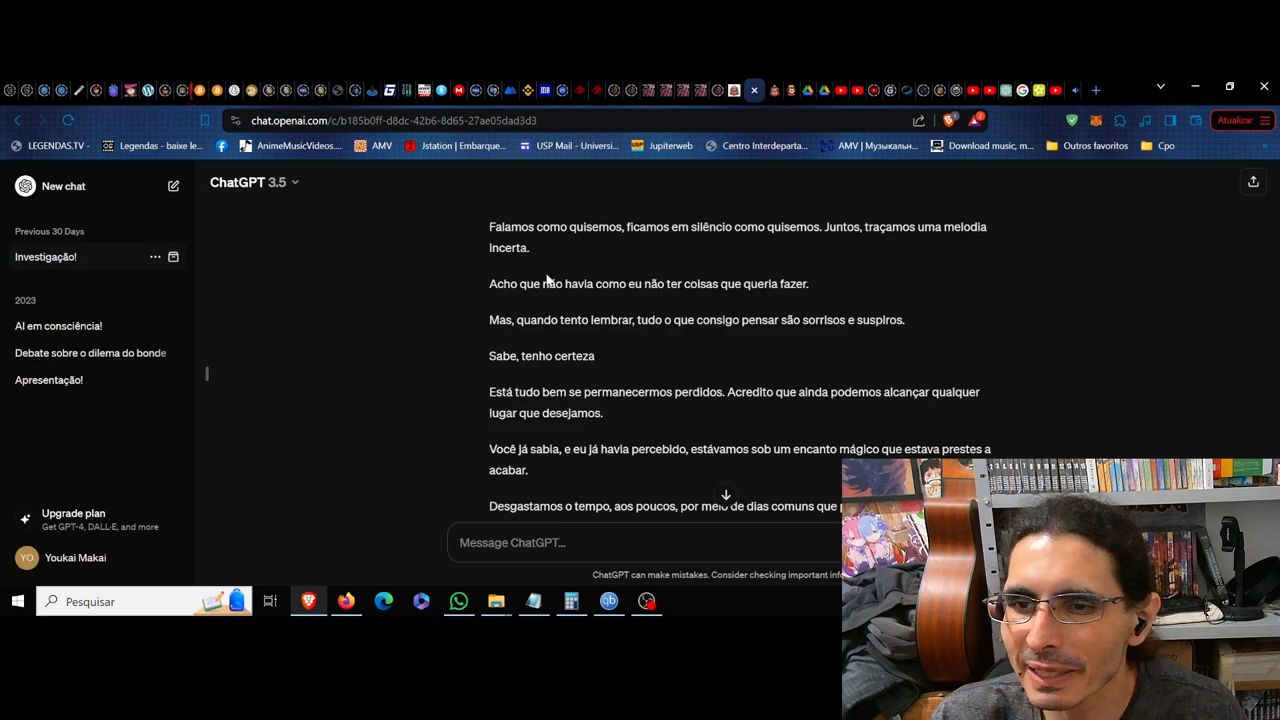 chat.openai.com/c/b185b0ff-d8dc-42b6-8d65-27ae05dad3d3
Atualizar
LEGENDAS.TV -
Legendas - baixe le...
AnimeMusicVideos...
AMV
Jstation | Embarque...
USP Mail - Universi...
Jupiterweb
Centro Interdeparta...
AMV | Музыкальн...
Download music, m...
Outros favoritos
Cpo
New chat
ChatGPT 3.5
Previous 30 Days
Investigação!
2023
AI em consciência!
Debate sobre o dilema do bonde
Apresentação!
Falamos como quisemos, ficamos em silêncio como quisemos. Juntos, traçamos uma melodia
incerta.
Acho que não havia como eu não ter coisas que queria fazer.
Mas, quando tento lembrar, tudo o que consigo pensar são sorrisos e suspiros.
Sabe, tenho certeza
Está tudo bem se permanecermos perdidos. Acredito que ainda podemos alcançar qualquer
lugar que desejamos.
Você já sabia, e eu já havia percebido, estávamos sob um encanto mágico que estava prestes a
acabar.
Desgastamos o tempo, aos poucos, por meio de dias comuns que
Upgrade plan
Get GPT-4, DALL·E, and more
YO
Youkai Makai
Message ChatGPT...
ChatGPT can make mistakes. Consider checking important
Pesquisar